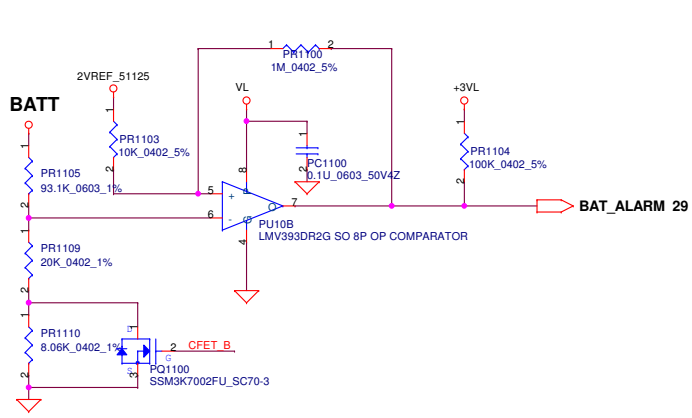 1
2
PR1100
1M_0402_5%
2VREF_51125
VL
+3VL
BATT
1
PR1103
10K_0402_5%
2
1
PR1104
100K_0402_5%
2
1
PC1100
0.1U_0603_50V4Z
2
1
PR1105
93.1K_0603_1%
2
8
5
+
P
6
-
G
O
7
BAT_ALARM 29
PU10B
LMV393DR2G SO 8P OP COMPARATOR
4
1
PR1109
20K_0402_1%
2
1
PR1110
8.06K_0402_1%
2
D
1
2
CFET_B
G
S
3
PQ1100
SSM3K7002FU_SC70-3